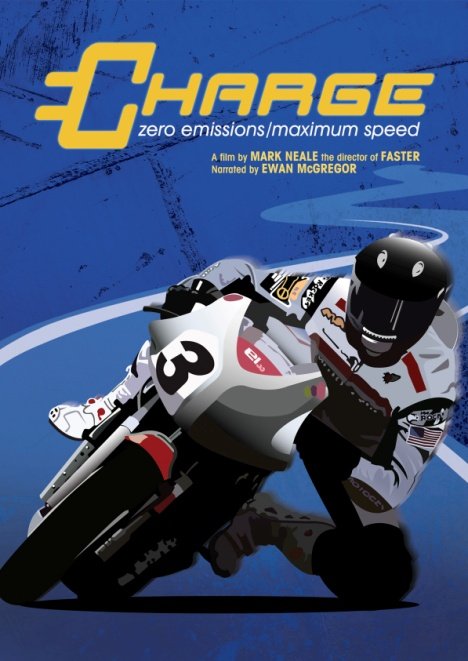 CHARGE
zero emissions/maximum speed
A film by MARK NEALE the director of FASTER
Narrated by EWAN McGREGOR
3